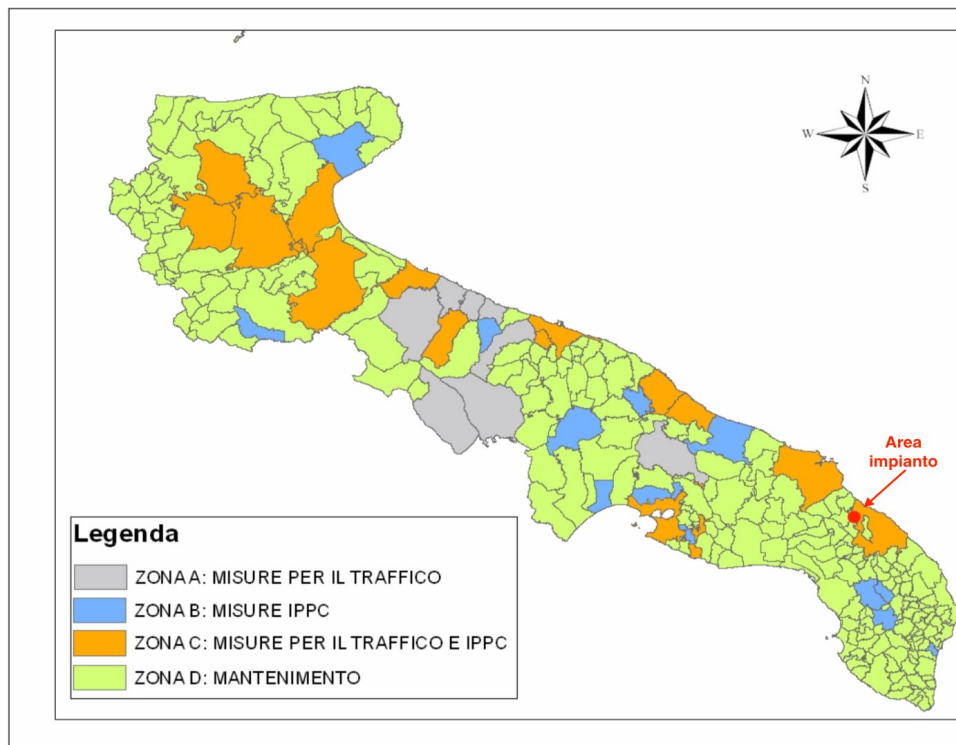 N
W
E
S
Area
impianto
Legenda
ZONA A: MISURE PER IL TRAFFICO
ZONA B: MISURE IPPC
ZONA C: MISURE PER IL TRAFFICO E IPPC
ZONA D: MANTENIMENTO